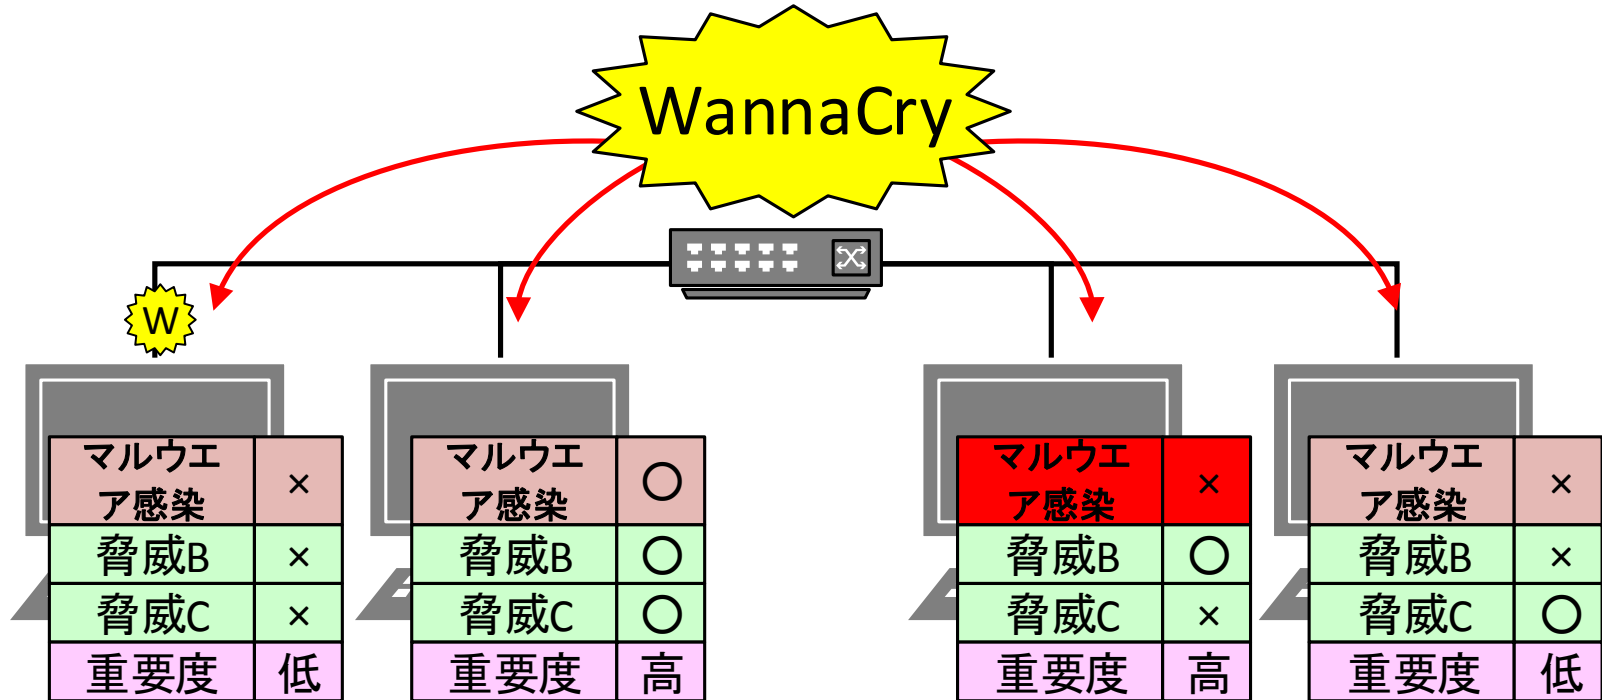 WannaCry
W
マルウエ
ア感染 ×
脅威B ×
脅威C ×
重要度 低
マルウエ
ア感染 〇
脅威B 〇
脅威C 〇
重要度 高
マルウエ
ア感染 ×
脅威B 〇
脅威C ×
重要度 高
マルウエ
ア感染 ×
脅威B ×
脅威C 〇
重要度 低